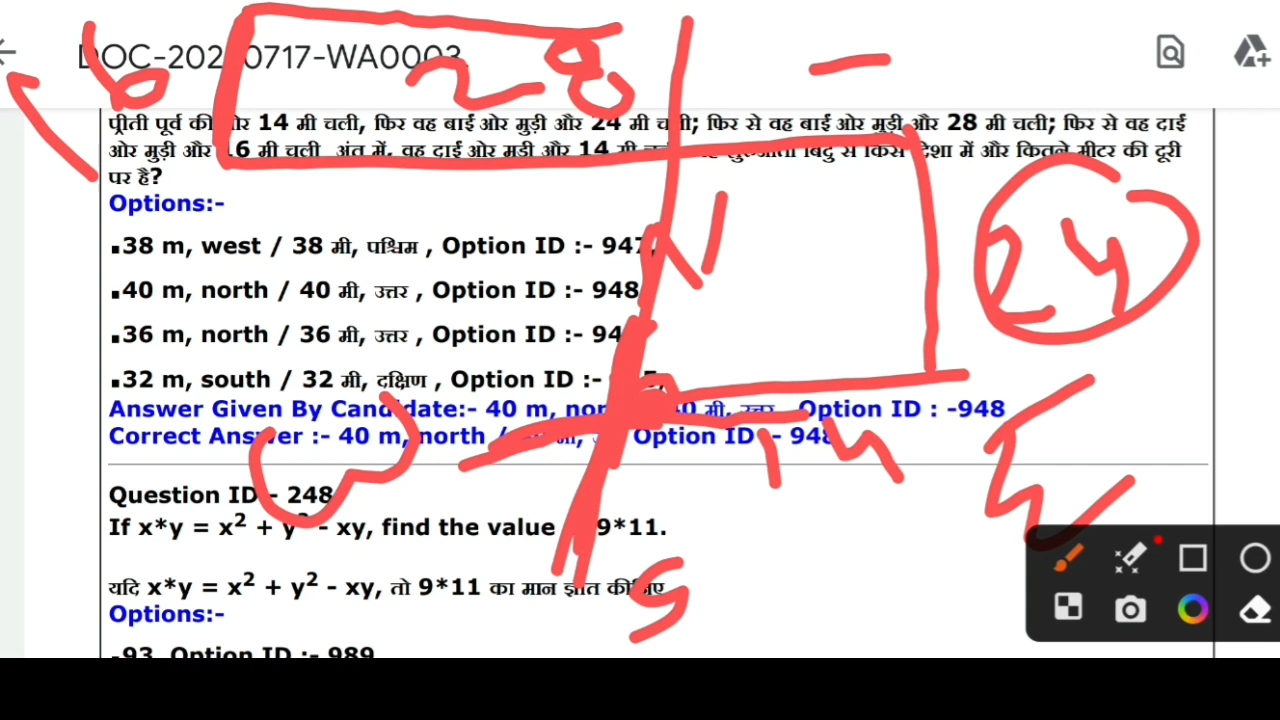 DOC-202 0717-WA0003.
b 28
प्रीती पूर्व की ओर 14 मी चली, फिर वह बाईं ओर मुड़ी और 24 मी चली; फिर से वह बाईं ओर मुड़ी और 28 मी चली; फिर से वह दाईं
ओर मुड़ी और 16 मी चली अंत में, वह दाईं ओर मुड़ी और 14 मी दिशा में और कितने मीटर की दूरी
पर है?
Options:-
.38 m, west / 38 मी, पश्चिम , Option ID :- 947,
N
24
.40 m, north / 40 मी, उत्तर , Option ID :- 948
.36 m, north / 36 मी, उत्तर , Option ID :- 94
.32 m, south / 32 मी, दक्षिण , Option ID :-
Answer Given By Candidate:- 40 m, north 40 मी, उत्तर , Option ID : -948
Correct Answer :- 40 m, north / Option ID :- 948
W 14 E
Question ID - 248
If x*y = x² + y² - xy, find the value 9*11.
यदि x*y = x² + y² - xy, तो 9*11 का मान ज्ञात कीजिए
S
Options:-
.93, Option ID :- 989